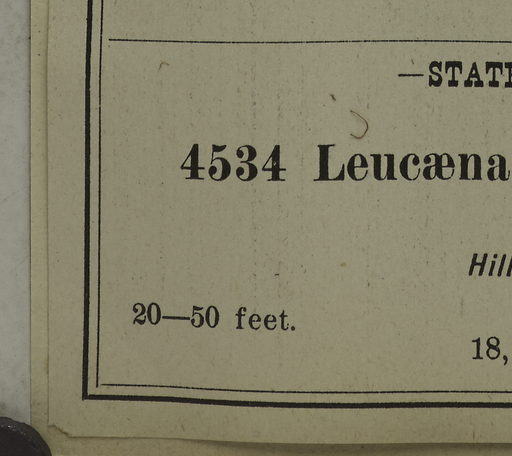 —STAT
4534 Leucæna
Hill
20—50 feet.
18,